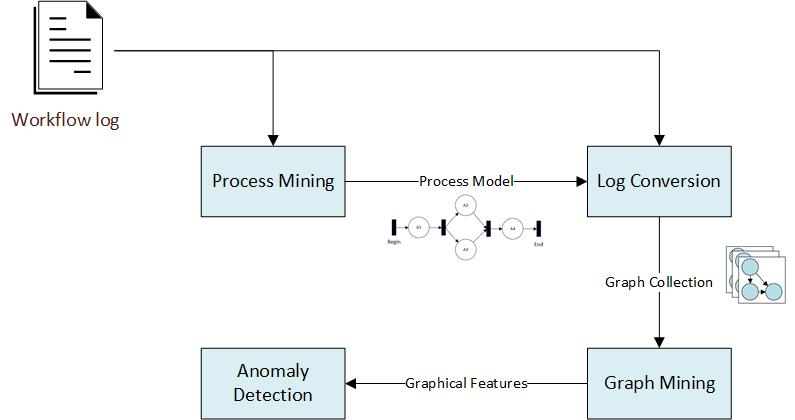 Workflow log
Process Mining
Process Model
Log Conversion
A2
A1
A4
Begin
End
A3
Graph Collection
Anomaly
Detection
Graphical Features
Graph Mining